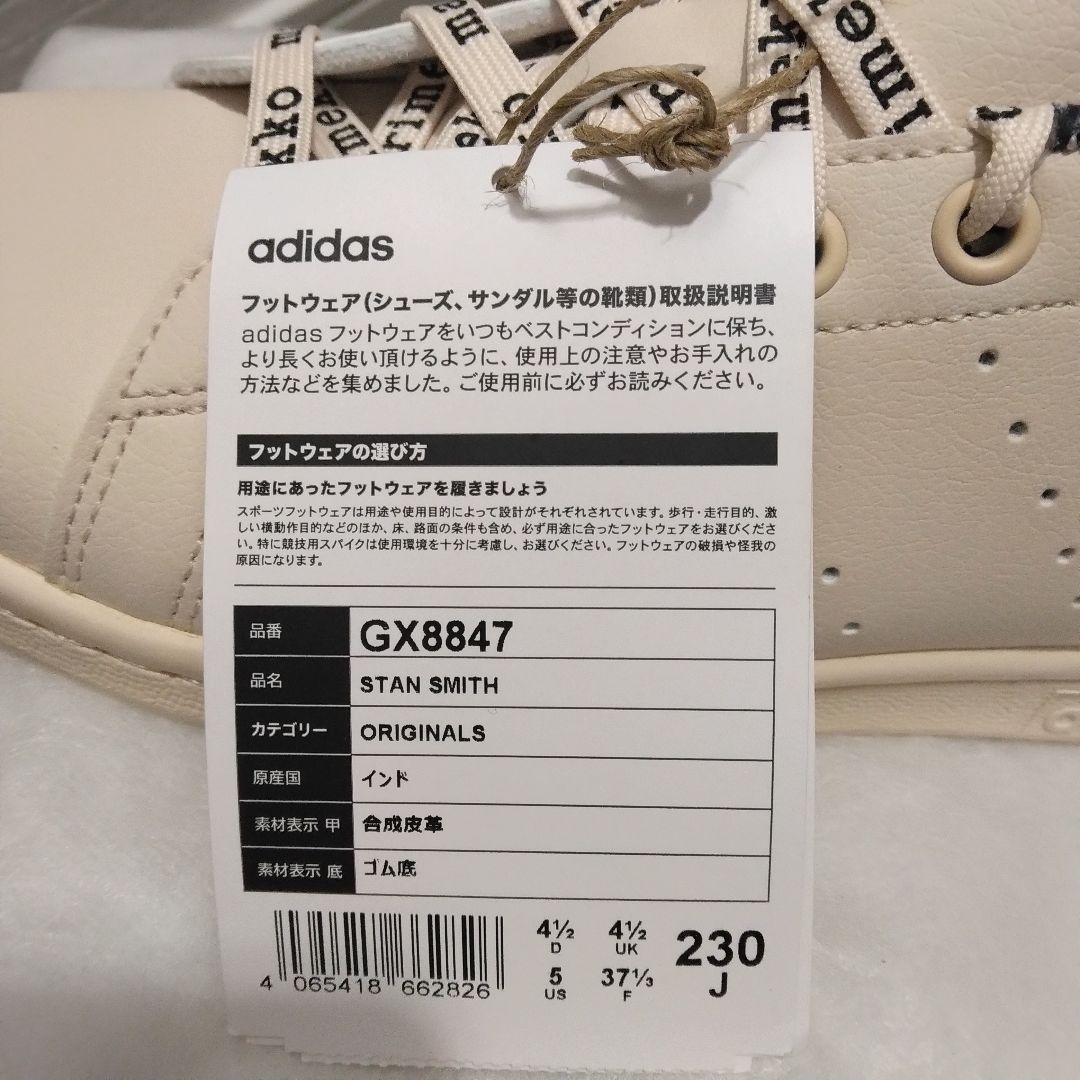 adidas
フットウェア(シューズ、サンダル等の靴類)取扱説明書
adidas フットウェアをいつもベストコンディションに保ち、
より長くお使い頂けるように、使用上の注意やお手入れの
方法などを集めました。ご使用前に必ずお読みください。
フットウェアの選び方
用途にあったフットウェアを履きましょう
スポーツフットウェアは用途や使用目的によって設計がそれぞれされています。歩行・走行目的、激
しい横動作目的などのほか、床、路面の条件も含め、必ず用途に合ったフットウェアをお選びくださ
い。特に競技用スパイクは使用環境を十分に考慮し、お選びください。フットウェアの破損や怪我の
原因になります。
品番 GX8847
品名 STAN SMITH
カテゴリー ORIGINALS
原産国 インド
素材表示 甲 合成皮革
素材表示 底 ゴム底
4 065418 662826
4½ D 4½ UK
5 US 37⅓ F
230 J